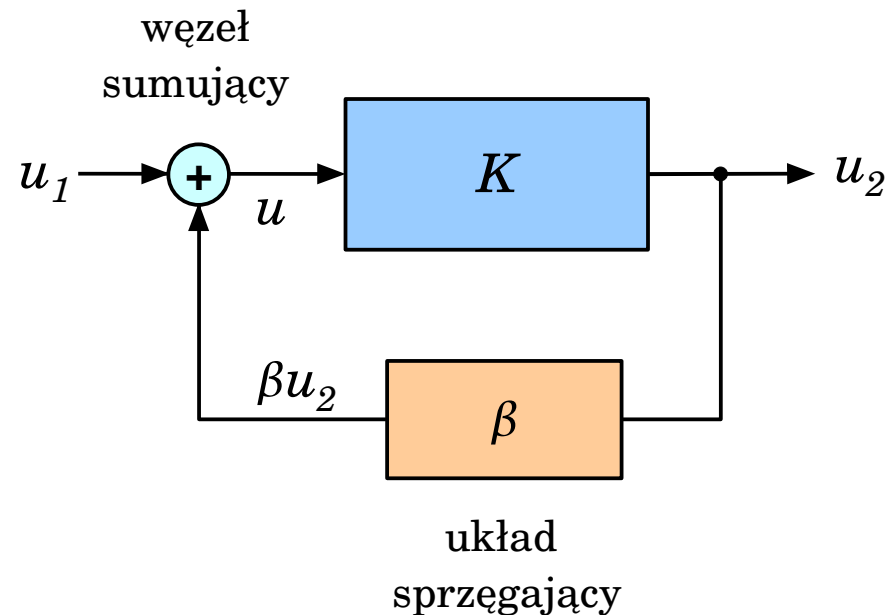 węzeł
sumujący
u₁
+
u
K
u₂
βu₂
β
układ
sprzęgający